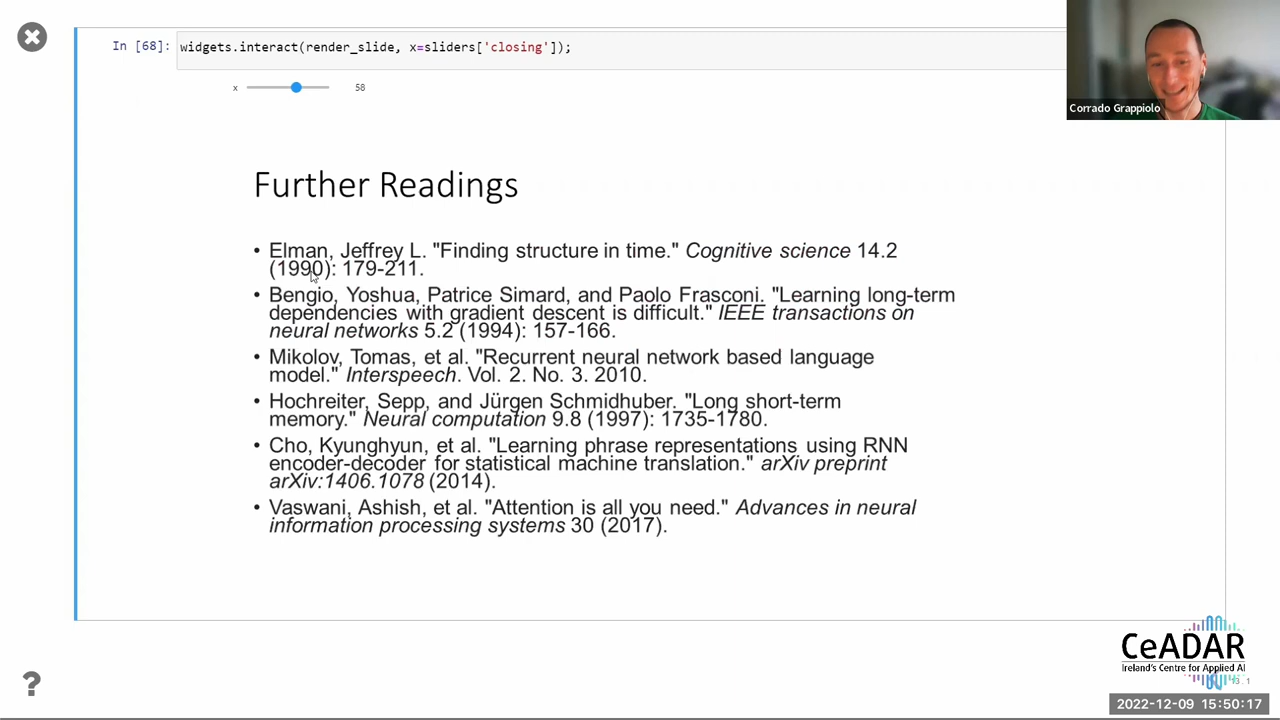 In [68]: widgets.interact(render_slide, x=sliders['closing']);
x 58
Corrado Grappiolo
Further Readings
• Elman, Jeffrey L. "Finding structure in time." Cognitive science 14.2
(1990): 179-211.
• Bengio, Yoshua, Patrice Simard, and Paolo Frasconi. "Learning long-term
dependencies with gradient descent is difficult." IEEE transactions on
neural networks 5.2 (1994): 157-166.
• Mikolov, Tomas, et al. "Recurrent neural network based language
model." Interspeech. Vol. 2. No. 3. 2010.
• Hochreiter, Sepp, and Jürgen Schmidhuber. "Long short-term
memory." Neural computation 9.8 (1997): 1735-1780.
• Cho, Kyunghyun, et al. "Learning phrase representations using RNN
encoder-decoder for statistical machine translation." arXiv preprint
arXiv:1406.1078 (2014).
• Vaswani, Ashish, et al. "Attention is all you need." Advances in neural
information processing systems 30 (2017).
CeADAR
Ireland's Centre for Applied AI
?
2022-12-09 15:50:17